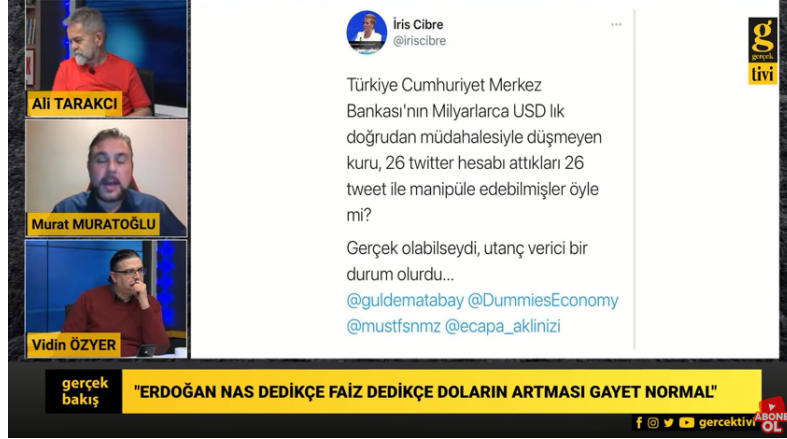 İris Cibre
@iriscibre
Türkiye Cumhuriyet Merkez
Bankası'nın Milyarlarca USD lık
doğrudan müdahalesiyle düşmeyen
kuru, 26 twitter hesabı attıkları 26
tweet ile manipüle edebilmişler öyle
mi?
Gerçek olabilseydi, utanç verici bir
durum olurdu...
@guldematabay @DummiesEconomy
@mustfsnmz @ecapa_aklinizi
g
gerçek
tivi
Ali TARAKCI
Murat MURATOĞLU
Vidin ÖZYER
gerçek
bakış
"ERDOĞAN NAS DEDİKÇE FAİZ DEDİKÇE DOLARIN ARTMASI GAYET NORMAL"
gercektivi
ABONE
OL